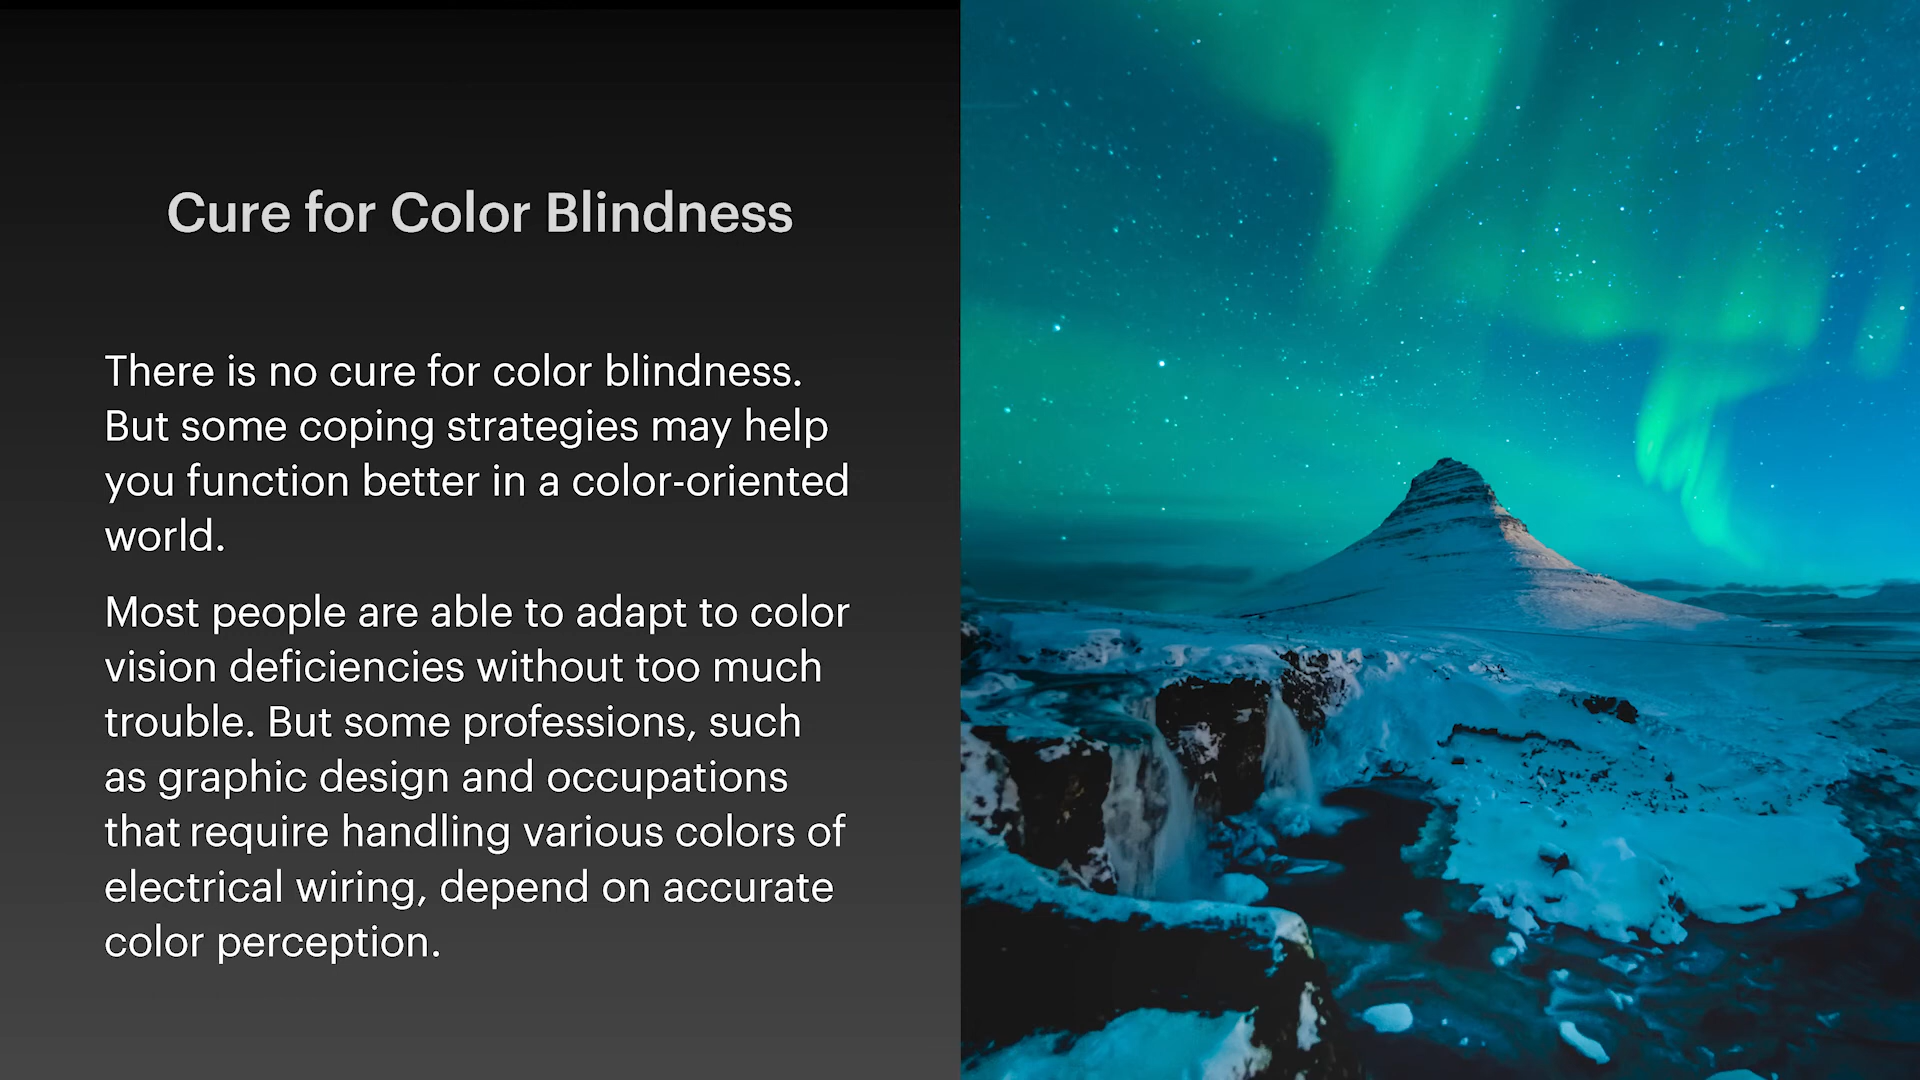 Cure for Color Blindness
There is no cure for color blindness.
But some coping strategies may help
you function better in a color-oriented
world.
Most people are able to adapt to color
vision deficiencies without too much
trouble. But some professions, such
as graphic design and occupations
that require handling various colors of
electrical wiring, depend on accurate
color perception.